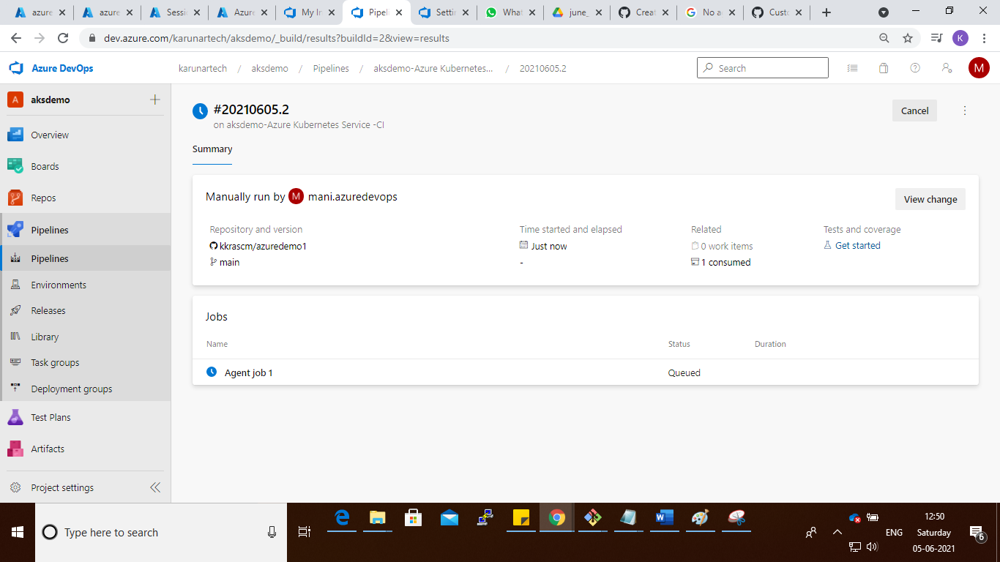 azure
azure
Sessi
Azure
My In
Pipeli
Settin
What
june_
Creat
No a
Custo
dev.azure.com/karunartech/aksdemo/_build/results?buildId=2&view=results
K
Azure DevOps
karunartech / aksdemo / Pipelines / aksdemo-Azure Kubernetes... / 20210605.2
Search
M
A aksdemo
Overview
Boards
Repos
Pipelines
Pipelines
Environments
Releases
Library
Task groups
Deployment groups
Test Plans
Artifacts
Project settings
#20210605.2
on aksdemo-Azure Kubernetes Service -CI
Cancel
Summary
Manually run by M mani.azuredevops
View change
Repository and version
Time started and elapsed
Related
Tests and coverage
kkrascm/azuredemo1
Just now
0 work items
Get started
main
-
1 consumed
Jobs
Name
Status
Duration
Agent job 1
Queued
Type here to search
ENG
12:50
Saturday
05-06-2021
6